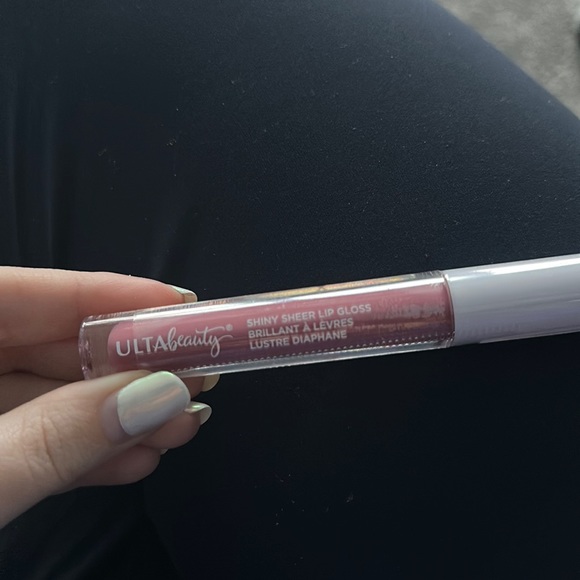 ULTAbeauty®
SHINY SHEER LIP GLOSS
BRILLANT À LÈVRES
LUSTRE DIAPHANE